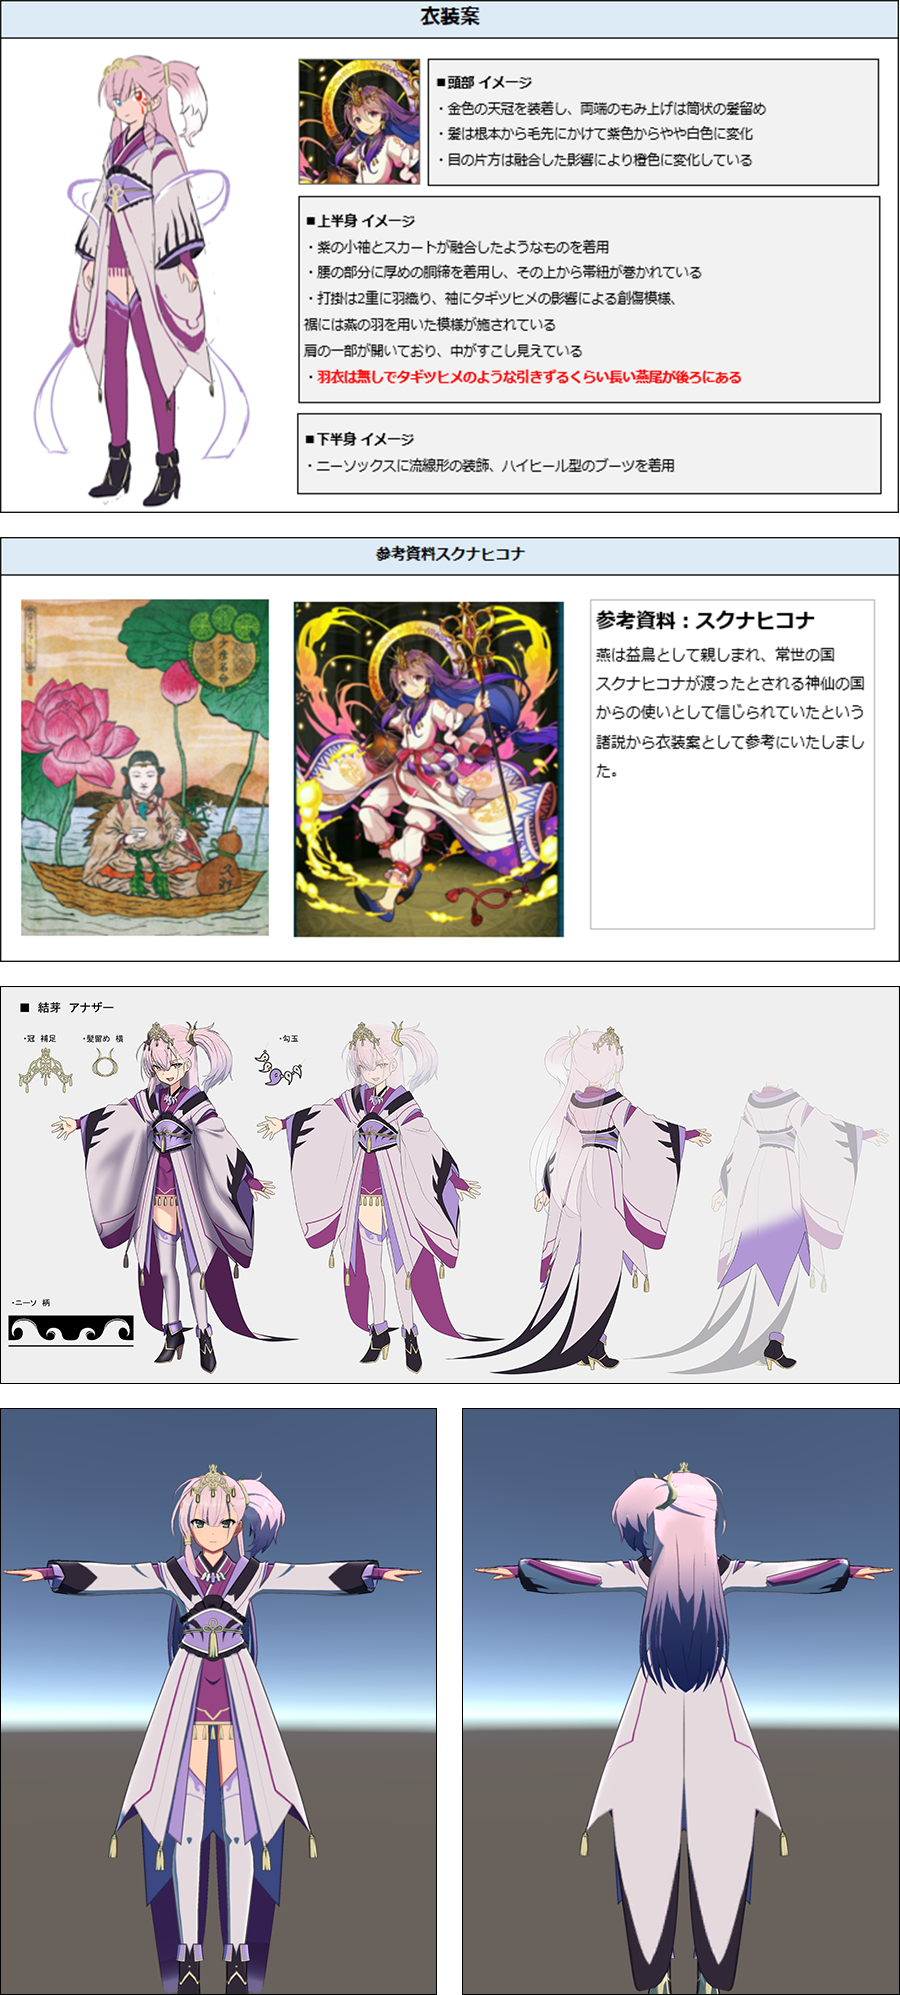 衣装案
■頭部 イメージ
・金色の天冠を装着し、両端のもみ上げは筒状の髪留め
・髪は根本から毛先にかけて紫色からやや白色に変化
・目の片方は融合した影響により橙色に変化している
■上半身 イメージ
・紫の小袖とスカートが融合したようなものを着用
・腰の部分に厚めの胴締を着用し、その上から帯紐が巻かれている
・打掛は2重に羽織り、袖にタギツヒメの影響による創傷模様、
裾には燕の羽を用いた模様が施されている
肩の一部が開いており、中がすこし見えている
・羽衣は無しでタギツヒメのような引きずるくらい長い燕尾が後ろにある
■下半身 イメージ
・ニーソックスに流線形の装飾、ハイヒール型のブーツを着用
参考資料スクナヒコナ
参考資料：スクナヒコナ
燕は益鳥として親しまれ、常世の国
スクナヒコナが渡ったとされる神仙の国
からの使いとして信じられていたという
諸説から衣装案として参考にいたしまし
た。
■ 結芽 アナザー
・冠 補足
・髪留め 横
・勾玉
・ニーソ 柄